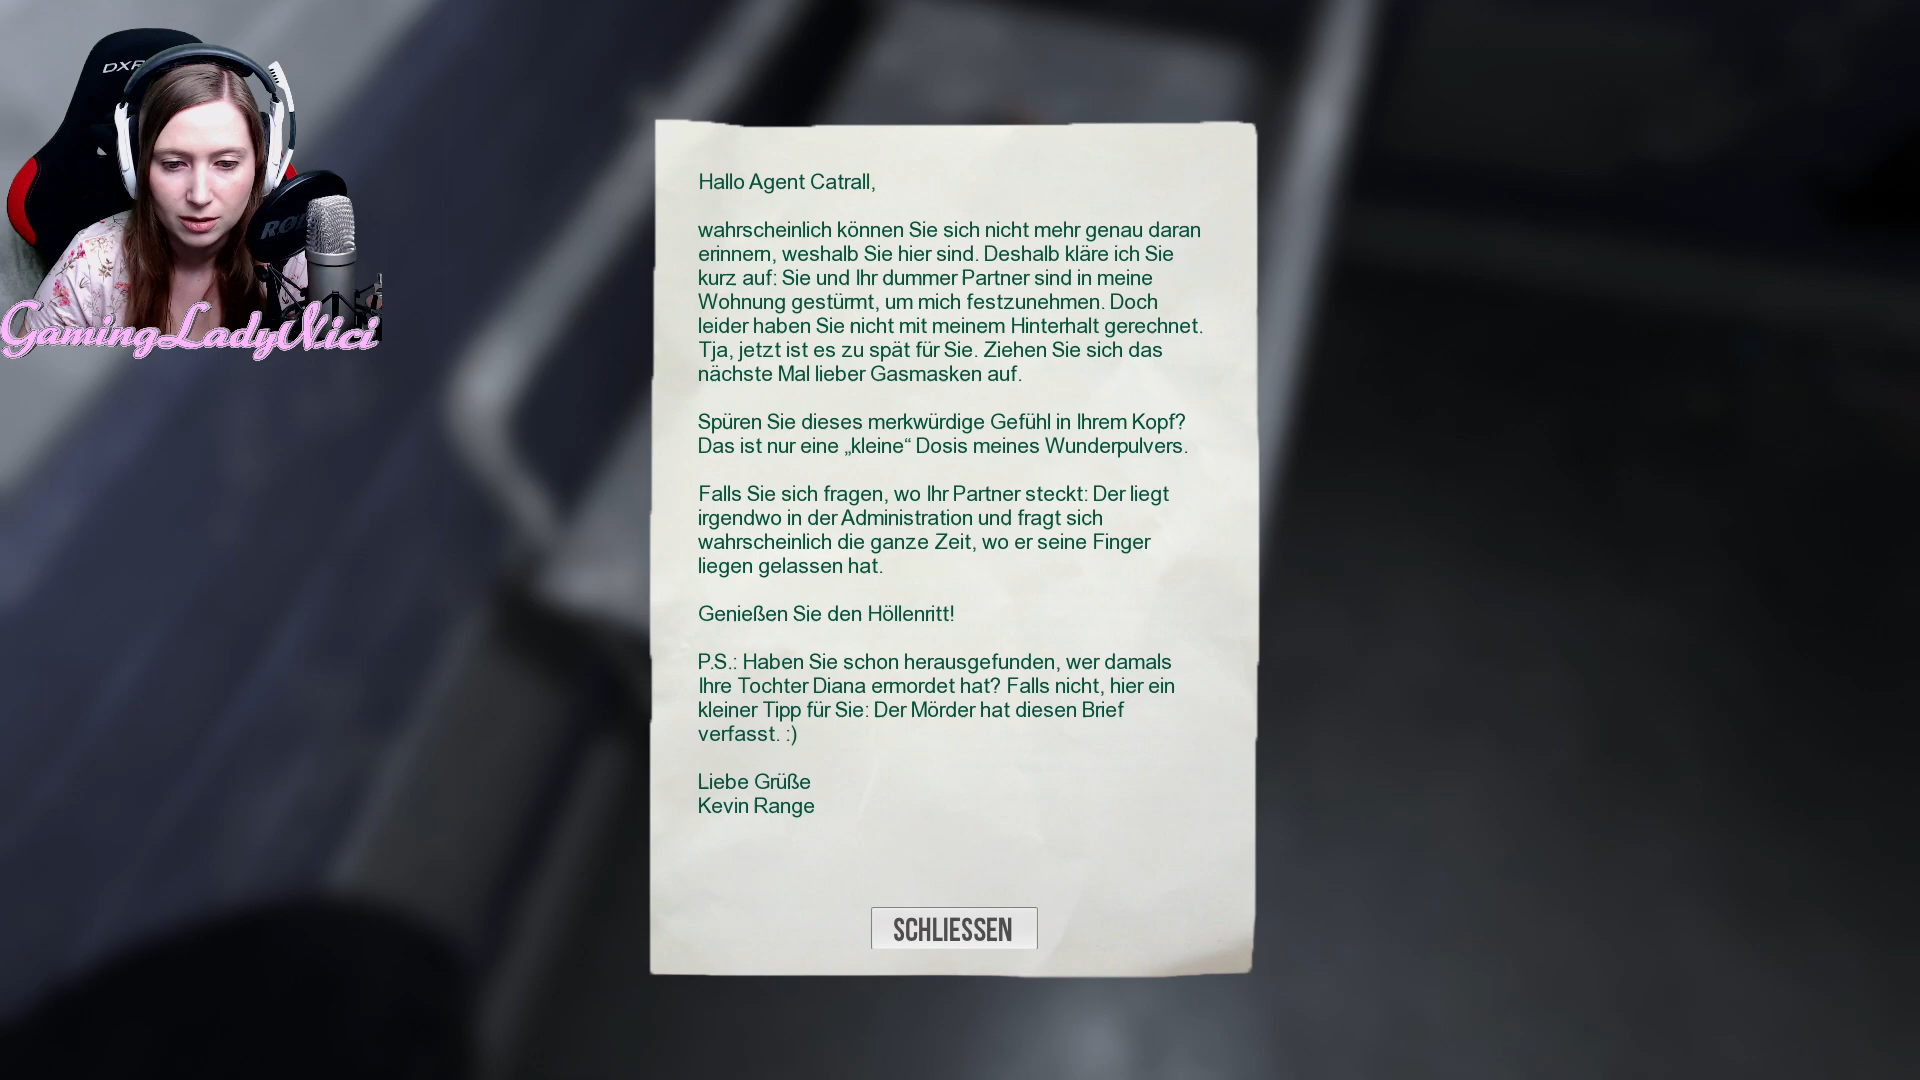 DXR
ROD
GamingLadyNici
Hallo Agent Catrall,
wahrscheinlich können Sie sich nicht mehr genau daran
erinnern, weshalb Sie hier sind. Deshalb kläre ich Sie
kurz auf: Sie und Ihr dummer Partner sind in meine
Wohnung gestürmt, um mich festzunehmen. Doch
leider haben Sie nicht mit meinem Hinterhalt gerechnet.
Tja, jetzt ist es zu spät für Sie. Ziehen Sie sich das
nächste Mal lieber Gasmasken auf.
Spüren Sie dieses merkwürdige Gefühl in Ihrem Kopf?
Das ist nur eine „kleine“ Dosis meines Wunderpulvers.
Falls Sie sich fragen, wo Ihr Partner steckt: Der liegt
irgendwo in der Administration und fragt sich
wahrscheinlich die ganze Zeit, wo er seine Finger
liegen gelassen hat.
Genießen Sie den Höllenritt!
P.S.: Haben Sie schon herausgefunden, wer damals
Ihre Tochter Diana ermordet hat? Falls nicht, hier ein
kleiner Tipp für Sie: Der Mörder hat diesen Brief
verfasst. :)
Liebe Grüße
Kevin Range
SCHLIESSEN